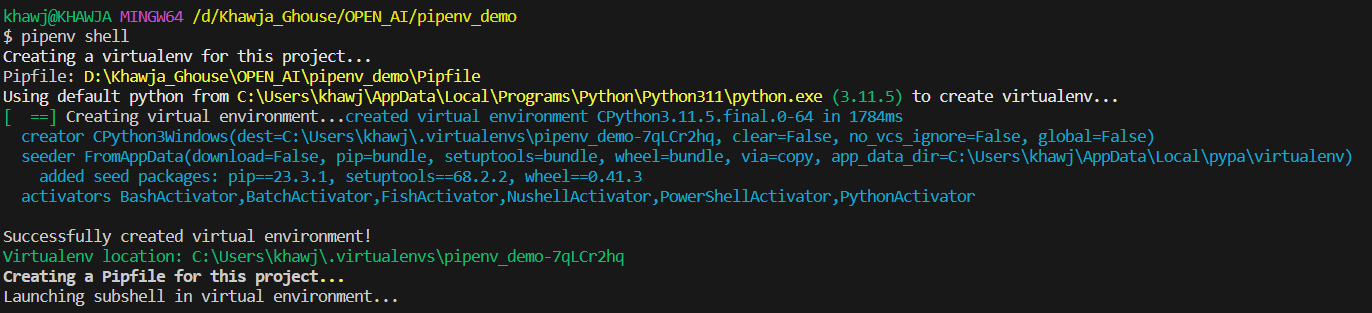 khawj@KHAWJA MINGW64 /d/Khawja_Ghouse/OPEN_AI/pipenv_demo
$ pipenv shell
Creating a virtualenv for this project...
Pipfile: D:\Khawja_Ghouse\OPEN_AI\pipenv_demo\Pipfile
Using default python from C:\Users\khawj\AppData\Local\Programs\Python\Python311\python.exe (3.11.5) to create virtualenv...
[  ==] Creating virtual environment...created virtual environment CPython3.11.5.final.0-64 in 1784ms
  creator CPython3Windows(dest=C:\Users\khawj\.virtualenvs\pipenv_demo-7qLCr2hq, clear=False, no_vcs_ignore=False, global=False)
  seeder FromAppData(download=False, pip=bundle, setuptools=bundle, wheel=bundle, via=copy, app_data_dir=C:\Users\khawj\AppData\Local\pypa\virtualenv)
    added seed packages: pip==23.3.1, setuptools==68.2.2, wheel==0.41.3
  activators BashActivator,BatchActivator,FishActivator,NushellActivator,PowerShellActivator,PythonActivator

Successfully created virtual environment!
Virtualenv location: C:\Users\khawj\.virtualenvs\pipenv_demo-7qLCr2hq
Creating a Pipfile for this project...
Launching subshell in virtual environment...